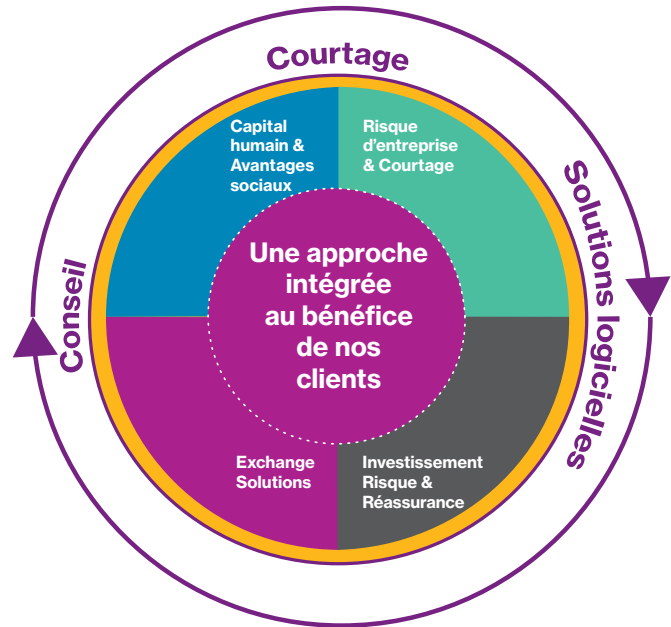 Courtage
Capital
humain &
Avantages
sociaux
Risque
d'entreprise
& Courtage
Solutions logicielles
Conseil
Une approche
intégrée
au bénéfice
de nos
clients
Exchange
Solutions
Investissement
Risque &
Réassurance